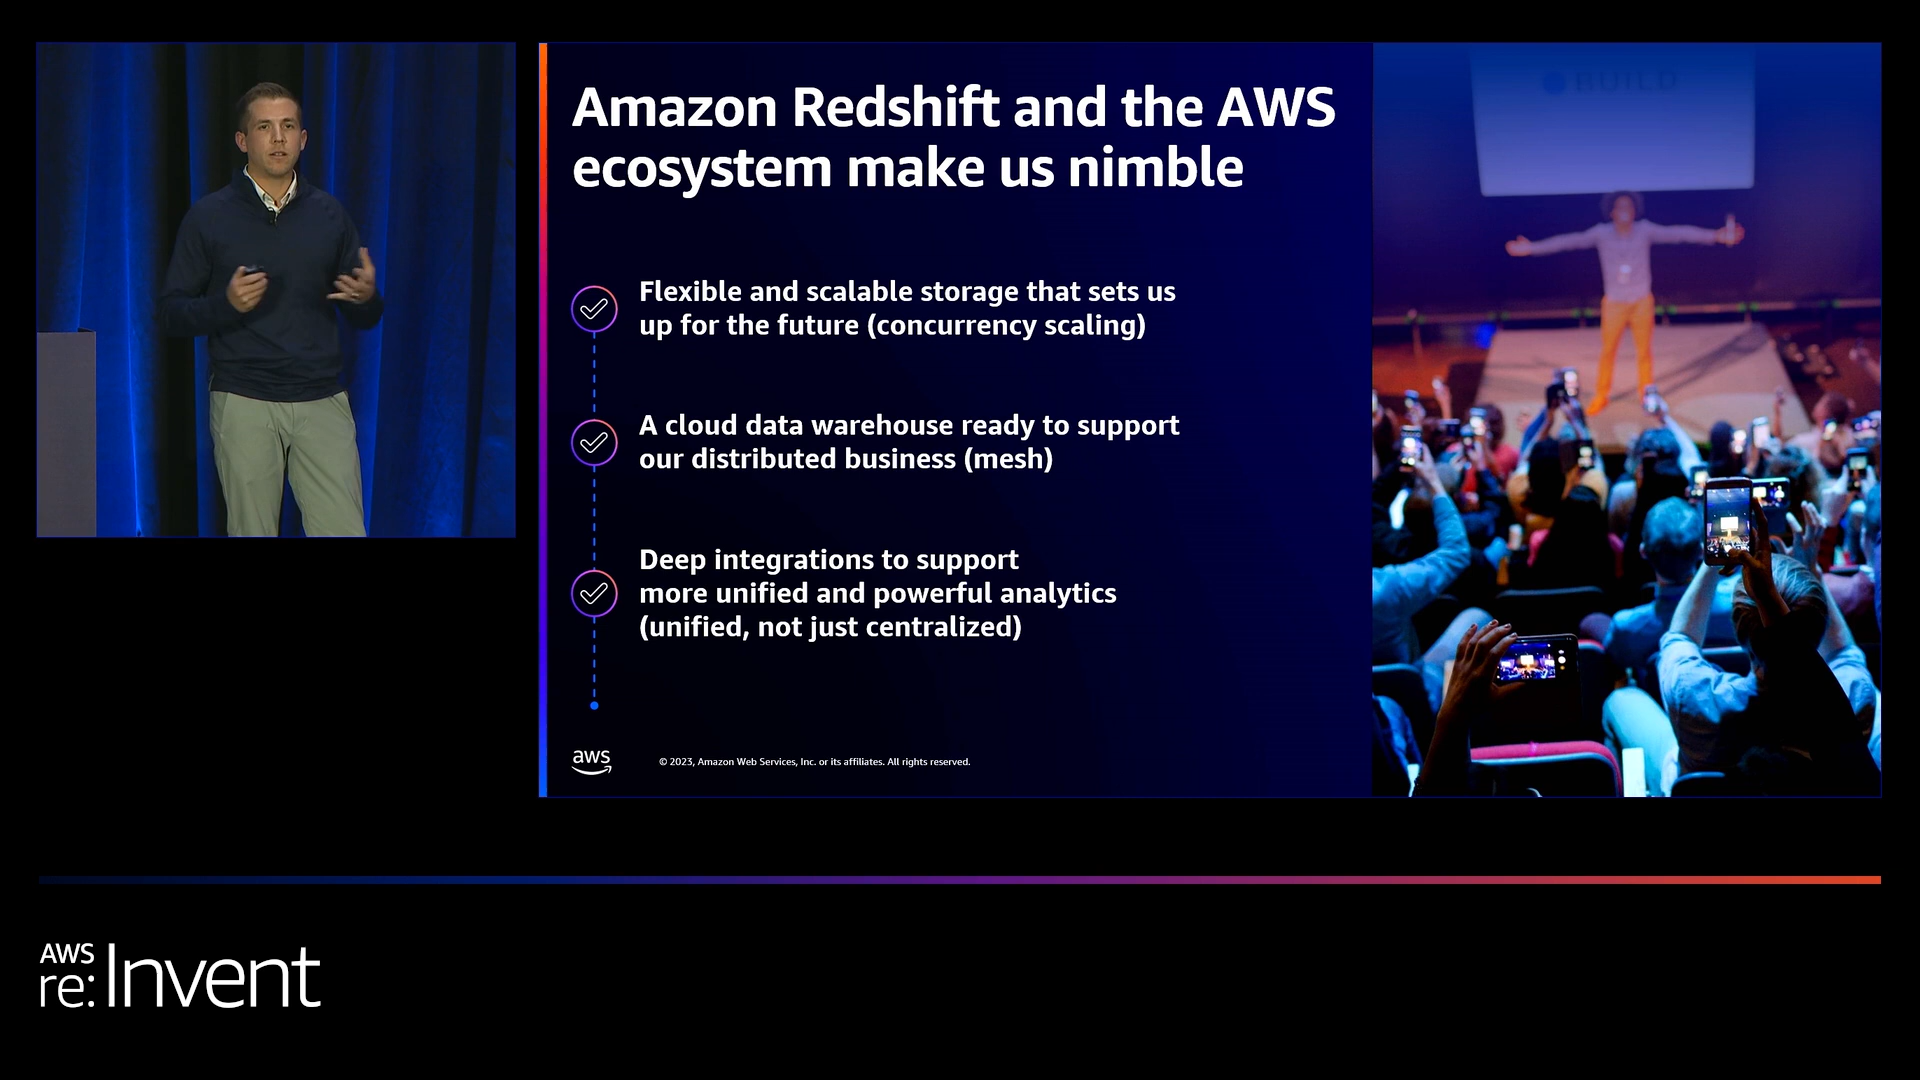 BUILD
Amazon Redshift and the AWS
ecosystem make us nimble
Flexible and scalable storage that sets us
up for the future (concurrency scaling)
A cloud data warehouse ready to support
our distributed business (mesh)
Deep integrations to support
more unified and powerful analytics
(unified, not just centralized)
aws
© 2023, Amazon Web Services, Inc. or its affiliates. All rights reserved.
AWS
re:Invent